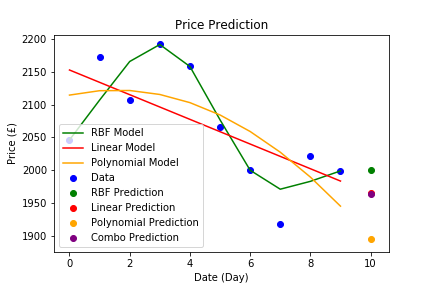 Price Prediction
2200
2150
2100
2050
2000
1950
1900
Price (£)
RBF Model
Linear Model
Polynomial Model
Data
RBF Prediction
Linear Prediction
Polynomial Prediction
Combo Prediction
0 2 4 6 8 10
Date (Day)